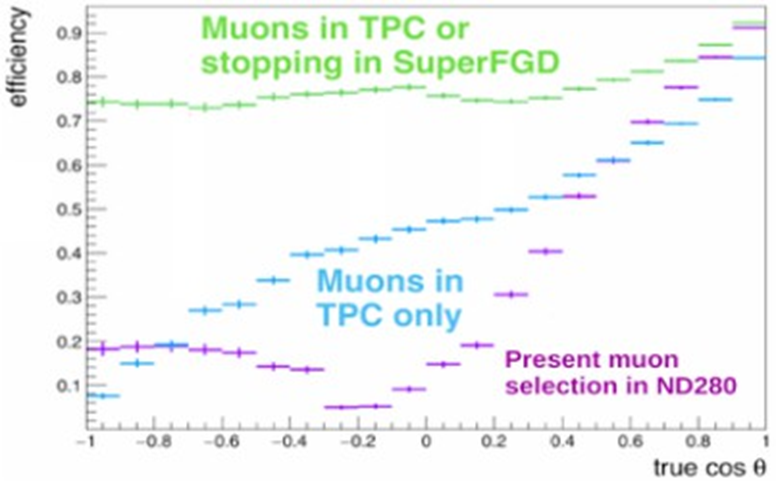 efficiency
Muons in TPC or
stopping in SuperFGD
0.9
0.8
0.7
0.6
0.5
0.4
0.3
0.2
0.1
Muons in
TPC only
Present muon
selection in ND280
−1 −0.8 −0.6 −0.4 −0.2 0 0.2 0.4 0.6 0.8 1
true cos θ